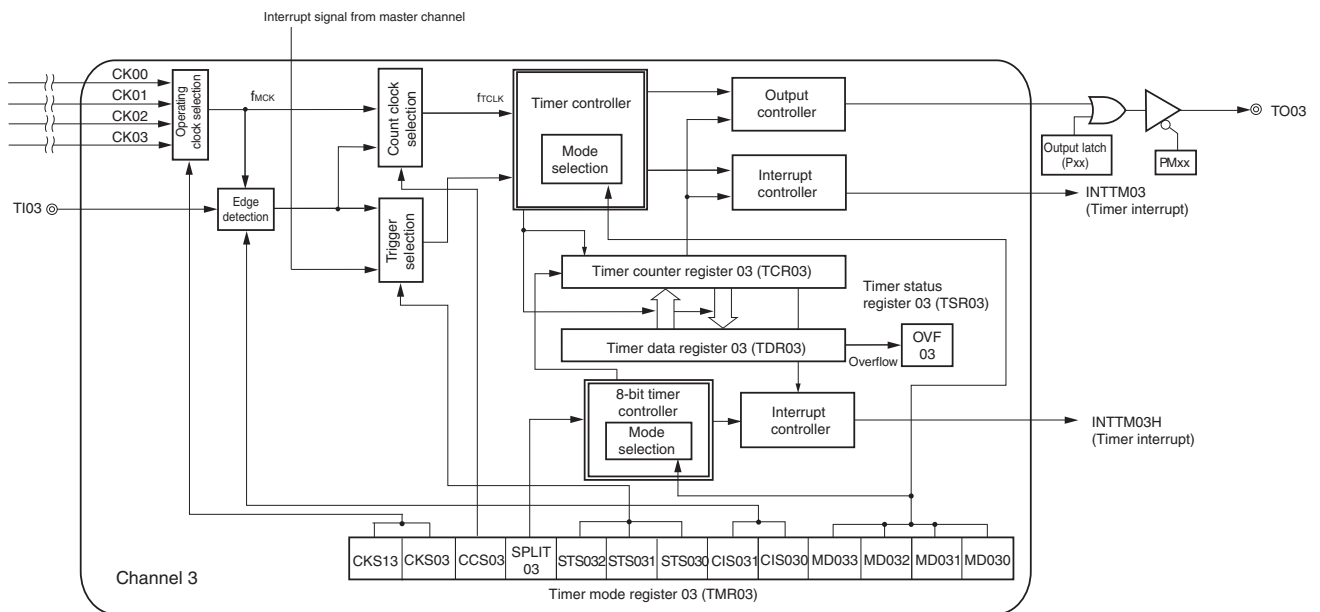 Interrupt signal from master channel
CK00
CK01
CK02
CK03
Operating
clock selection
fMCK
Count clock
selection
fTCLK
Timer controller
Mode
selection
Output
controller
TO03
Output latch
(Pxx)
PMxx
Interrupt
controller
INTTM03
(Timer interrupt)
TI03
Edge
detection
Trigger
selection
Timer counter register 03 (TCR03)
Timer status
register 03 (TSR03)
Timer data register 03 (TDR03)
Overflow
OVF
03
8-bit timer
controller
Mode
selection
Interrupt
controller
INTTM03H
(Timer interrupt)
CKS13
CKS03
CCS03
SPLIT
03
STS032
STS031
STS030
CIS031
CIS030
MD033
MD032
MD031
MD030
Channel 3
Timer mode register 03 (TMR03)